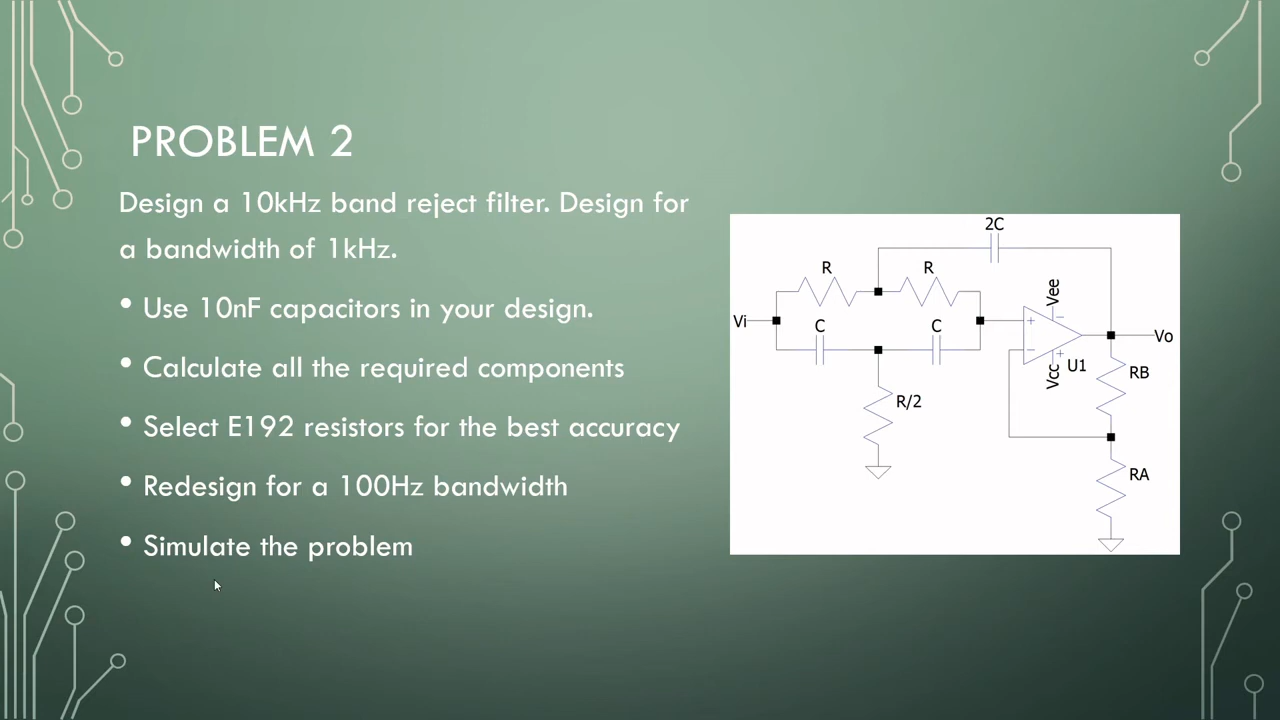 PROBLEM 2
Design a 10kHz band reject filter. Design for
a bandwidth of 1kHz.
• Use 10nF capacitors in your design.
• Calculate all the required components
• Select E192 resistors for the best accuracy
• Redesign for a 100Hz bandwidth
• Simulate the problem
2C
R
R
Vee
Vi
C
C
+
−
−
+
Vo
Vcc
U1
RB
R/2
RA